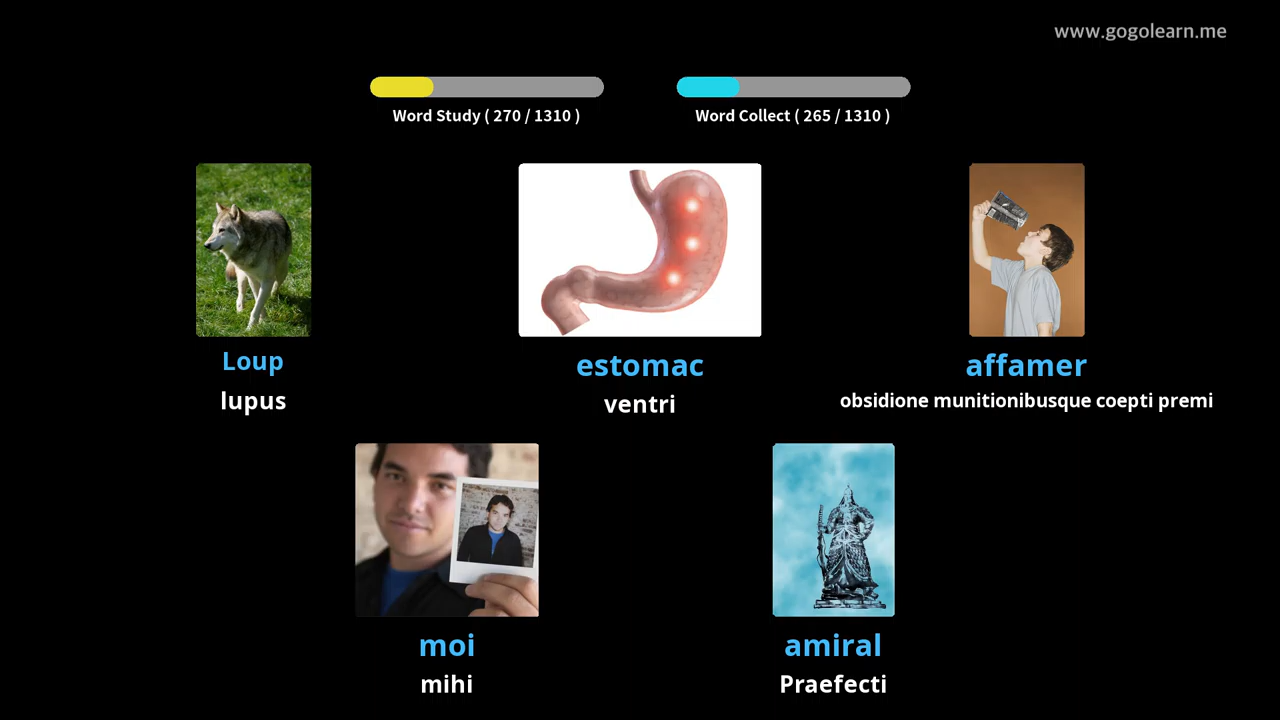 www.gogolearn.me
Word Study ( 270 / 1310 )
Word Collect ( 265 / 1310 )
Loup
lupus
estomac
ventri
affamer
obsidione munitionibusque coepti premi
moi
mihi
amiral
Praefecti